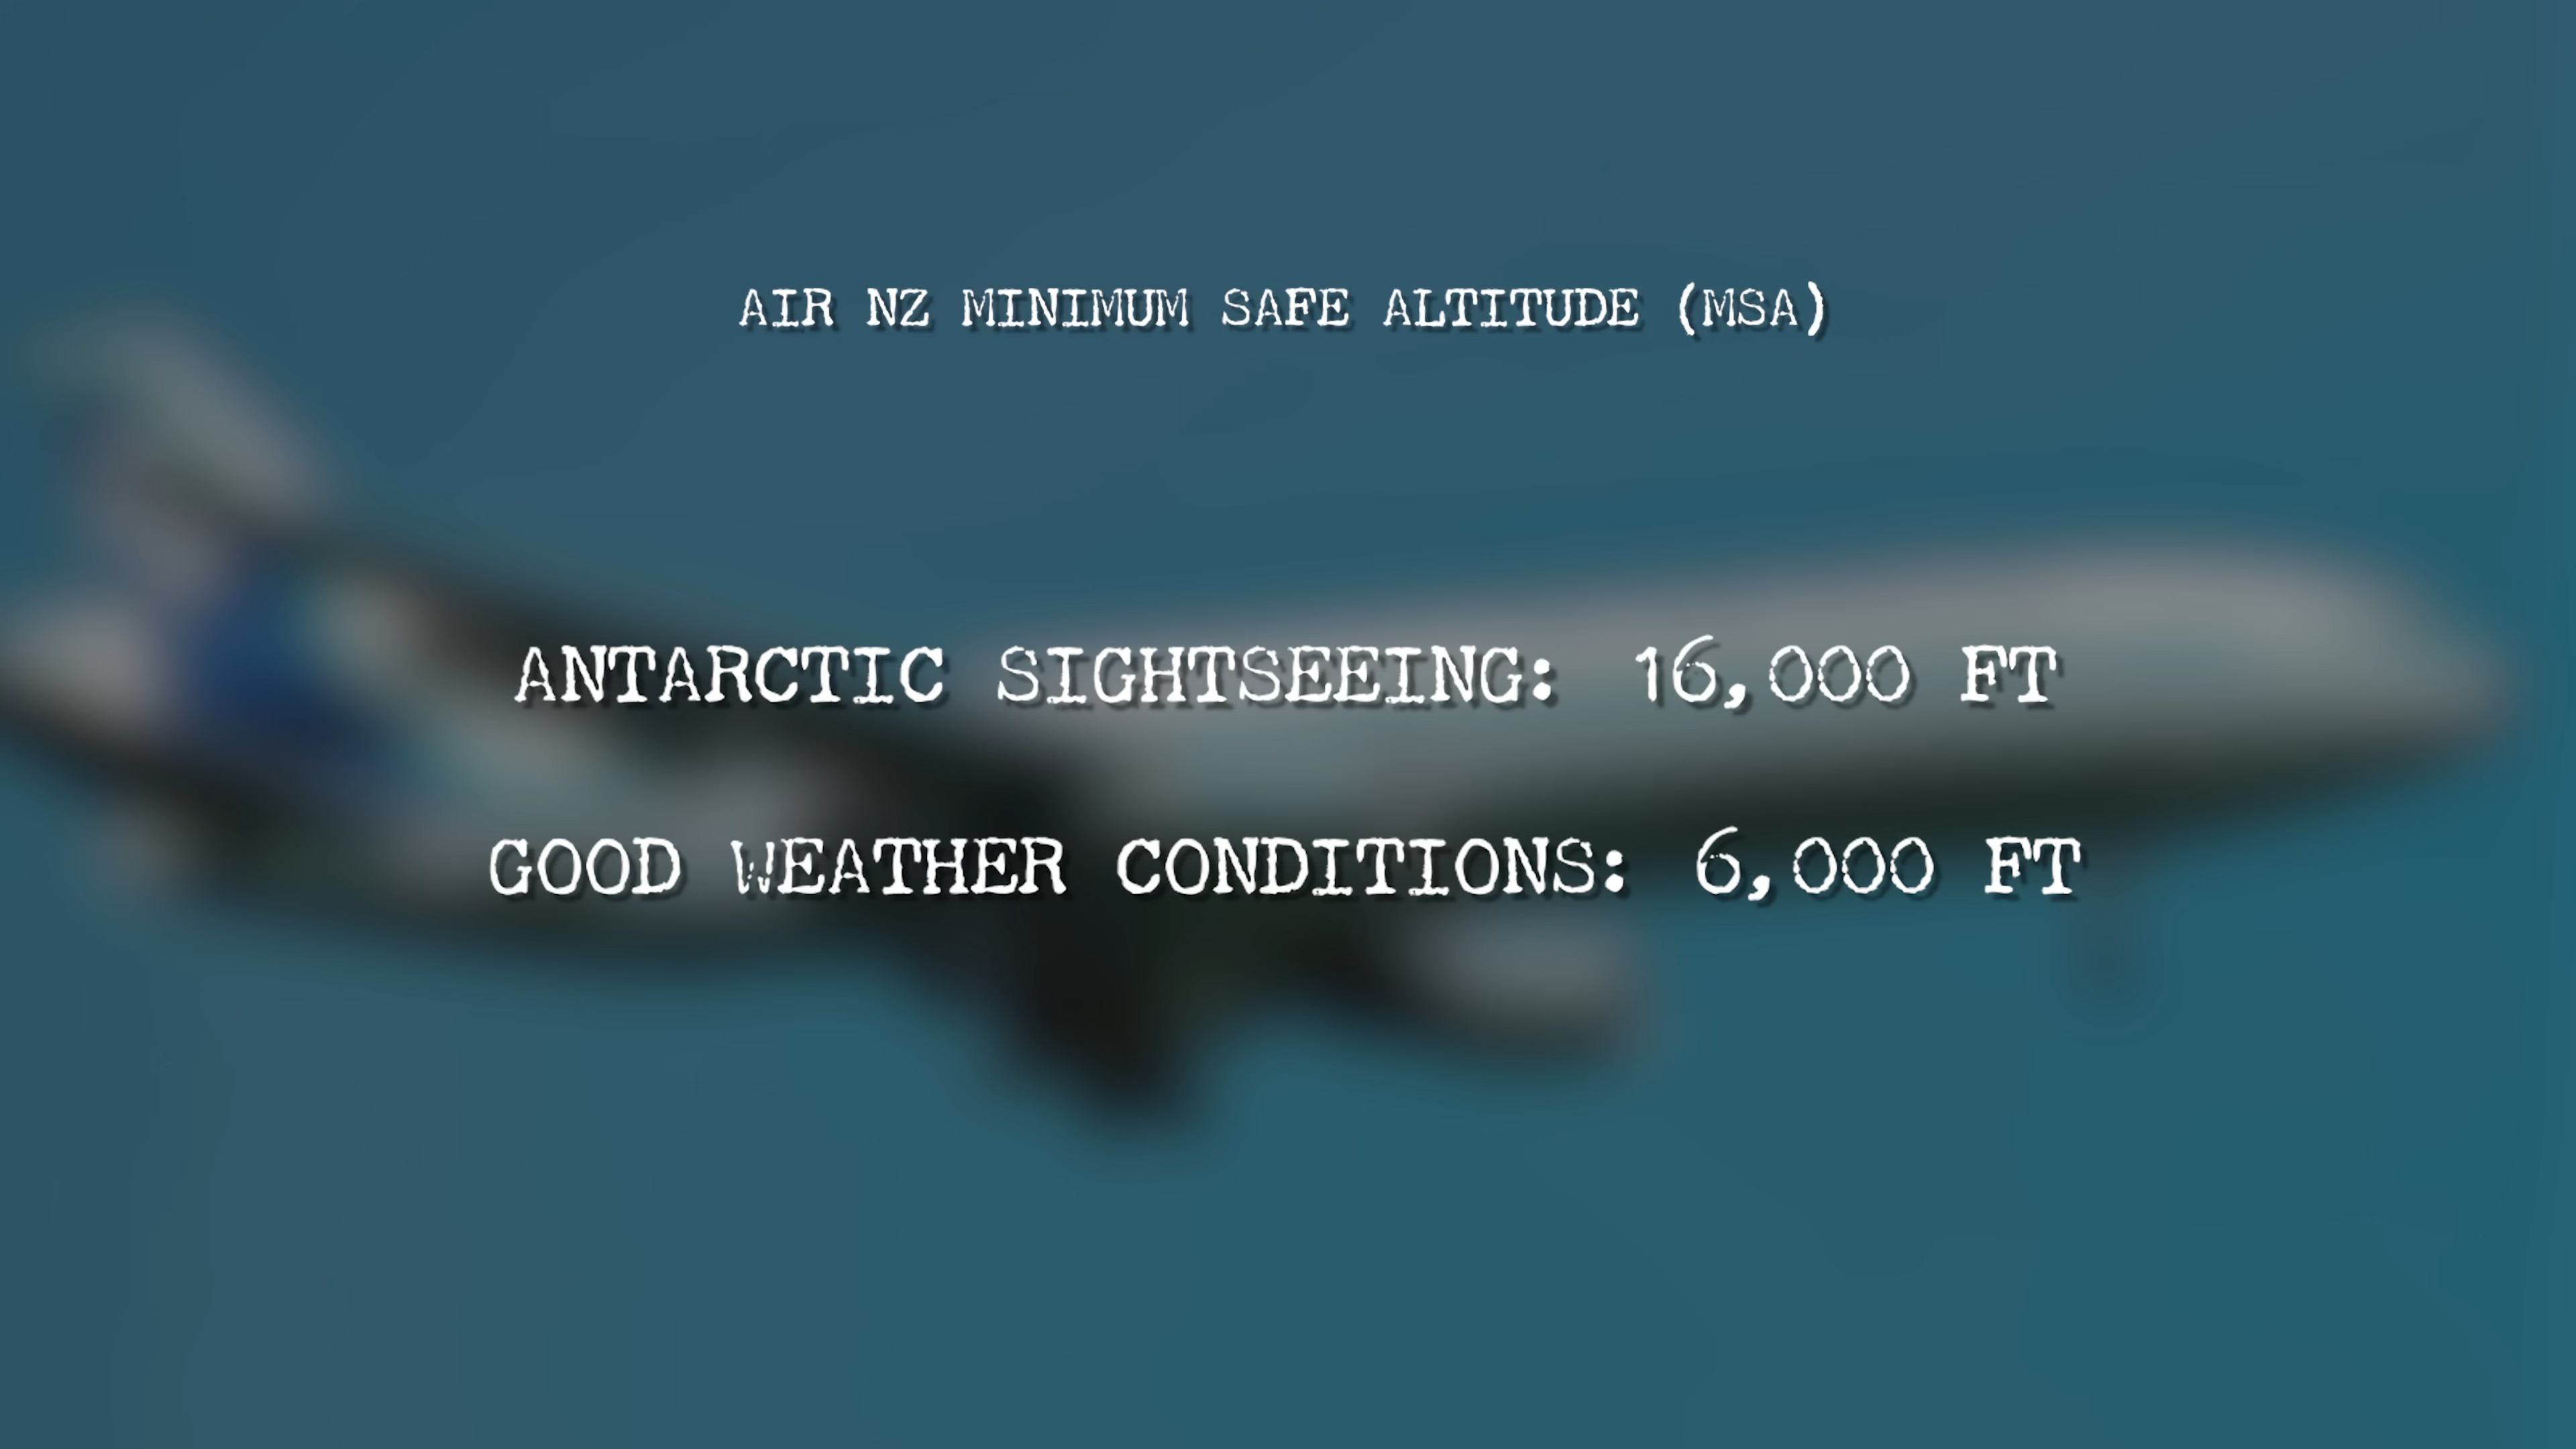 AIR NZ MINIMUM SAFE ALTITUDE (MSA)
ANTARCTIC SIGHTSEEING: 16,000 FT
GOOD WEATHER CONDITIONS: 6,000 FT